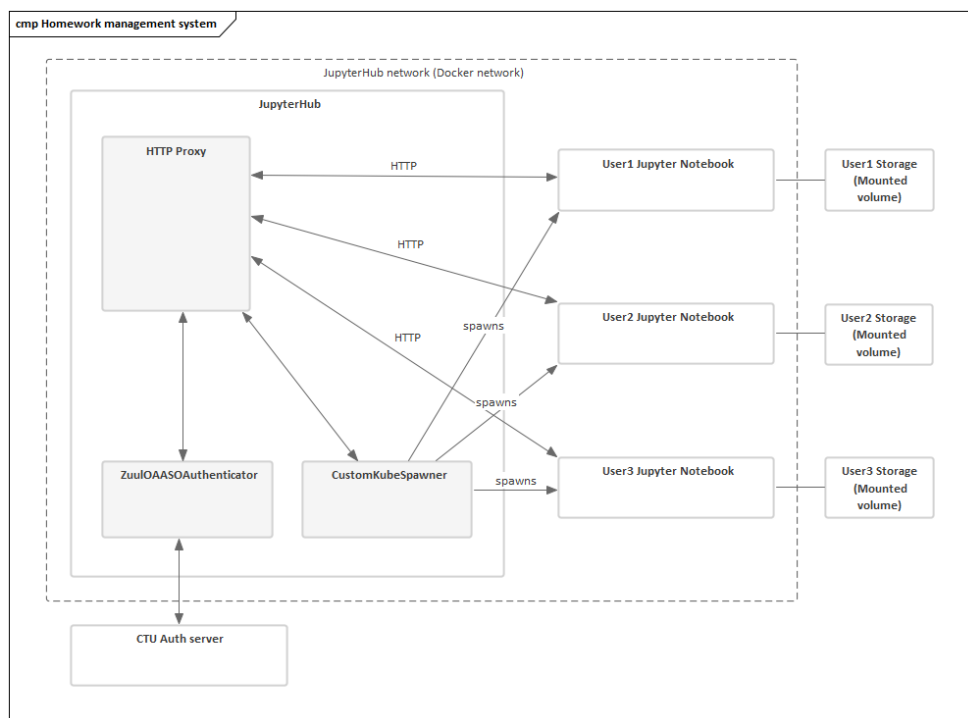 cmp Homework management system
JupyterHub network (Docker network)
JupyterHub
HTTP Proxy
HTTP
User1 Jupyter Notebook
User1 Storage
(Mounted
volume)
HTTP
User2 Jupyter Notebook
User2 Storage
(Mounted
volume)
spawns
HTTP
spawns
ZuulOAASOAuthenticator
CustomKubeSpawner
spawns
User3 Jupyter Notebook
User3 Storage
(Mounted
volume)
CTU Auth server